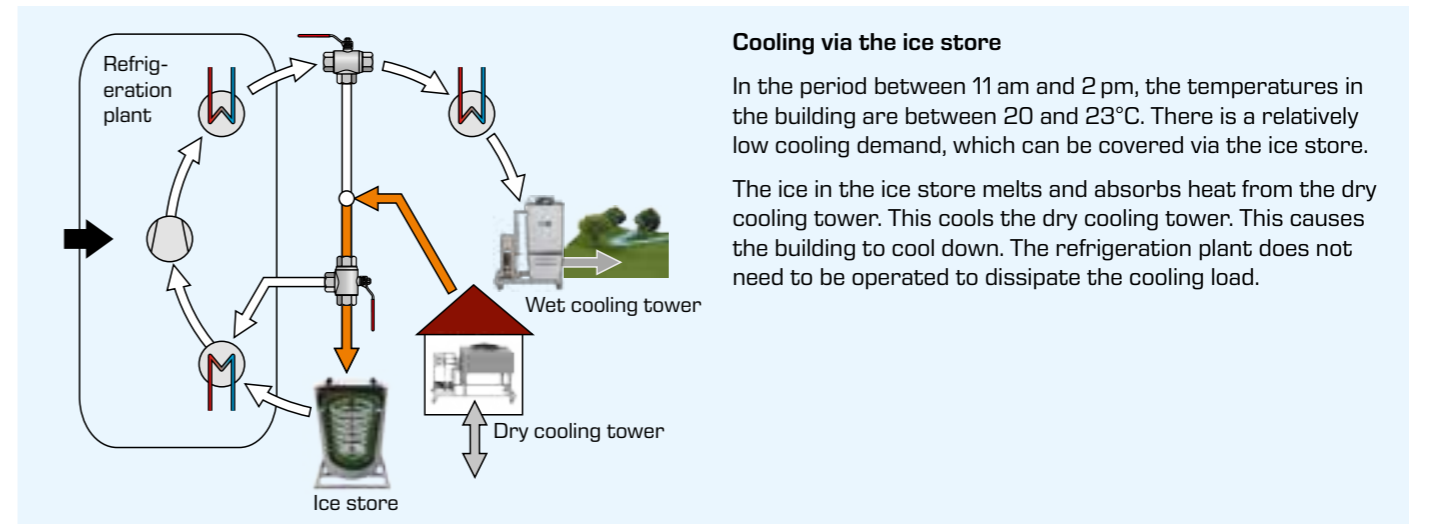 Refrig-
eration
plant
Wet cooling tower
Dry cooling tower
Ice store
Cooling via the ice store
In the period between 11 am and 2 pm, the temperatures in
the building are between 20 and 23°C. There is a relatively
low cooling demand, which can be covered via the ice store.
The ice in the ice store melts and absorbs heat from the dry
cooling tower. This cools the dry cooling tower. This causes
the building to cool down. The refrigeration plant does not
need to be operated to dissipate the cooling load.